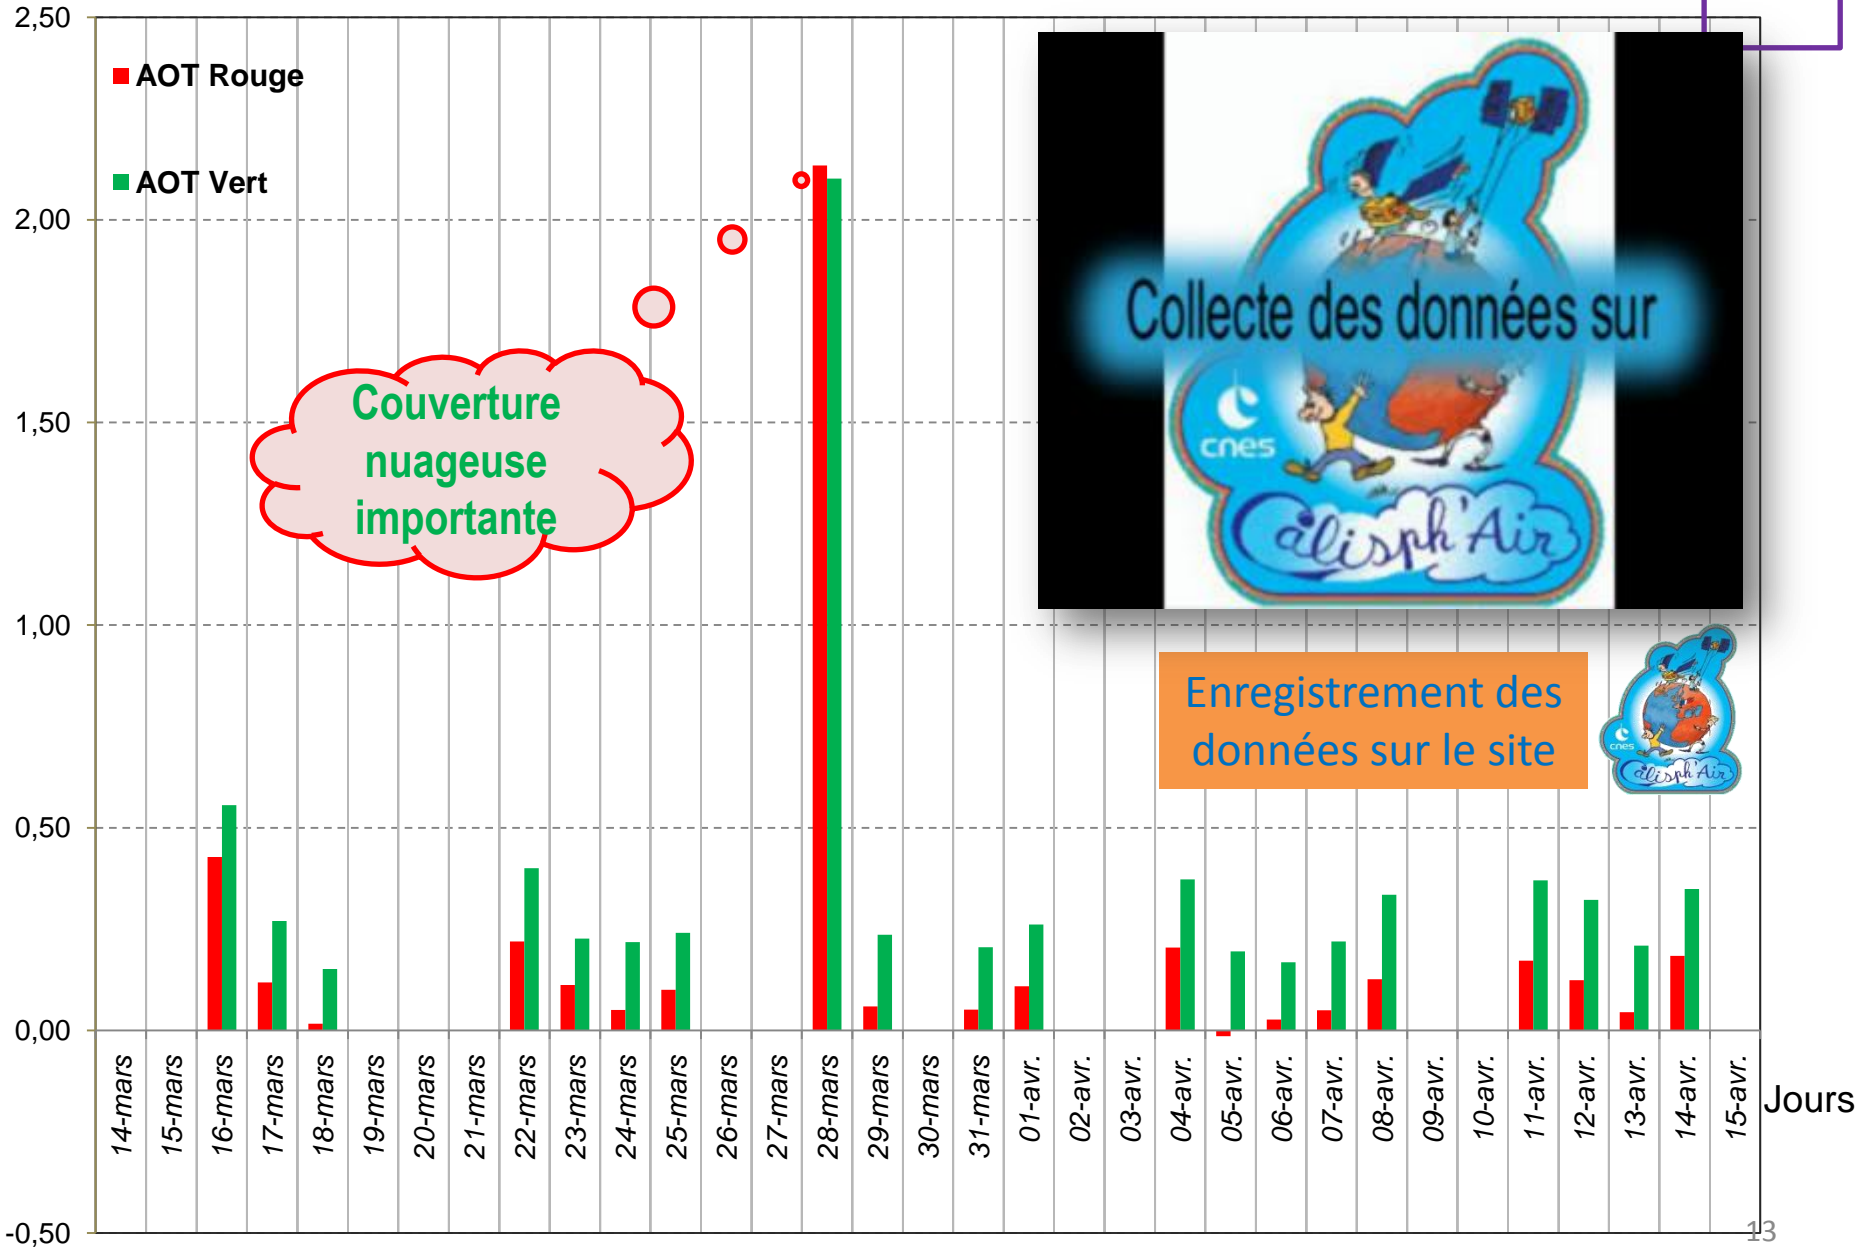 2,50
2,00
1,50
1,00
0,50
0,00
-0,50
AOT Rouge
AOT Vert
Couverture
nuageuse
importante
Collecte des données sur
cnes
Calisph'Air
Enregistrement des
données sur le site
cnes
Calisph'Air
14-mars
15-mars
16-mars
17-mars
18-mars
19-mars
20-mars
21-mars
22-mars
23-mars
24-mars
25-mars
26-mars
27-mars
28-mars
29-mars
30-mars
31-mars
01-avr.
02-avr.
03-avr.
04-avr.
05-avr.
06-avr.
07-avr.
08-avr.
09-avr.
10-avr.
11-avr.
12-avr.
13-avr.
14-avr.
15-avr.
Jours
13